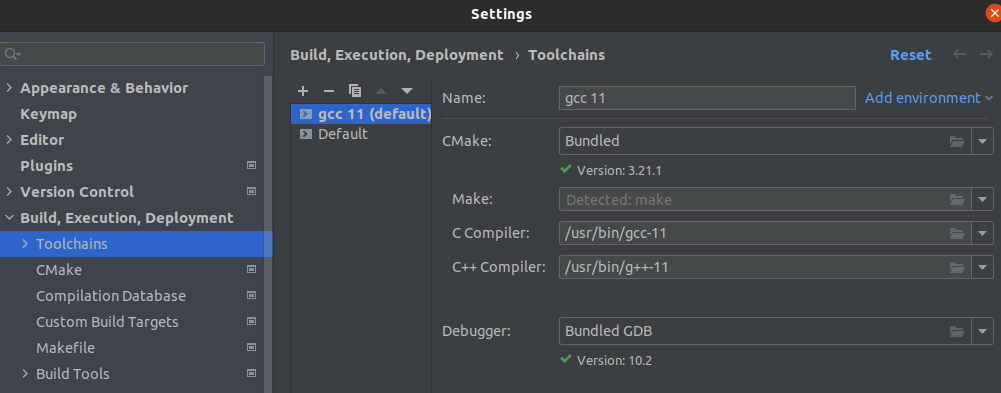 Settings
Build, Execution, Deployment › Toolchains
Reset
Appearance & Behavior
Keymap
Editor
Plugins
Version Control
Build, Execution, Deployment
Toolchains
CMake
Compilation Database
Custom Build Targets
Makefile
Build Tools
gcc 11 (default)
Default
Name: gcc 11 Add environment
CMake: Bundled
Version: 3.21.1
Make: Detected: make
C Compiler: /usr/bin/gcc-11
C++ Compiler: /usr/bin/g++-11
Debugger: Bundled GDB
Version: 10.2